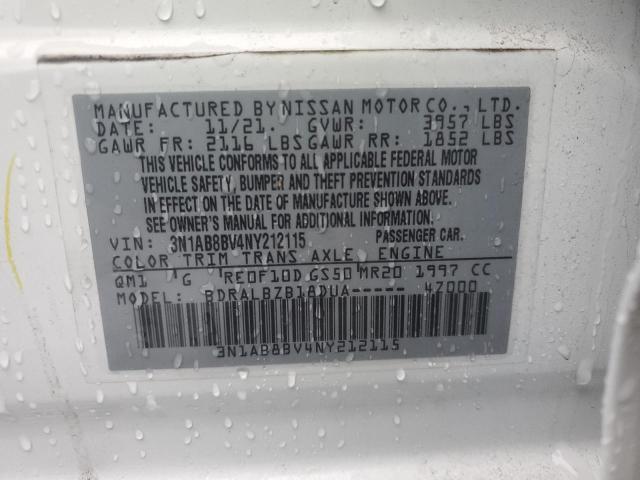 MANUFACTURED BY NISSAN MOTOR CO., LTD.
DATE: 11/21. GVWR: 3957 LBS
GAWR FR: 2116 LBS GAWR RR: 1852 LBS
THIS VEHICLE CONFORMS TO ALL APPLICABLE FEDERAL MOTOR
VEHICLE SAFETY, BUMPER AND THEFT PREVENTION STANDARDS
IN EFFECT ON THE DATE OF MANUFACTURE SHOWN ABOVE.
SEE OWNER'S MANUAL FOR ADDITIONAL INFORMATION.
VIN: 3N1AB8BV4NY212115 PASSENGER CAR.
COLOR TRIM TRANS AXLE ENGINE
QM1 G RE0F10D GS50 MR20 1997 CC
MODEL: BDRALBZB18DUA----- 4Z000
3N1AB8BV4NY212115